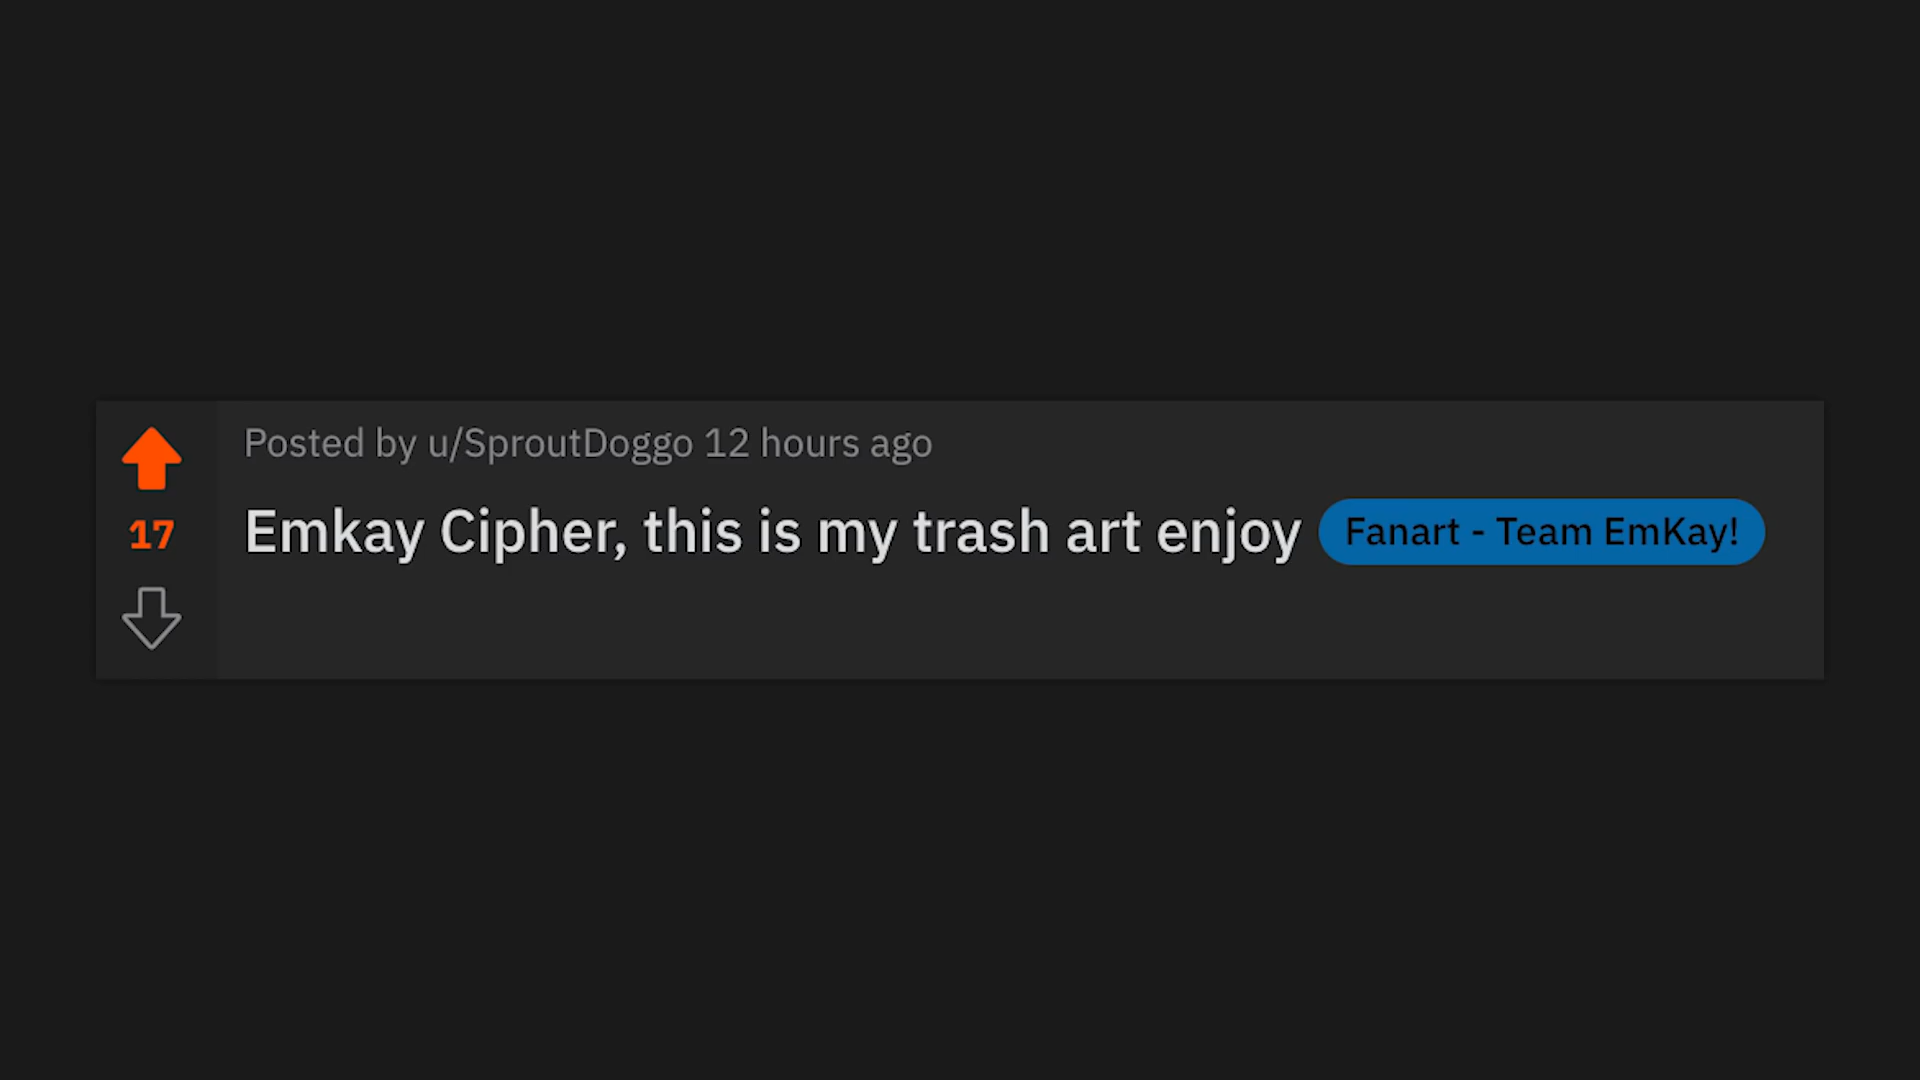 Posted by u/SproutDoggo 12 hours ago
17
Emkay Cipher, this is my trash art enjoy Fanart - Team EmKay!